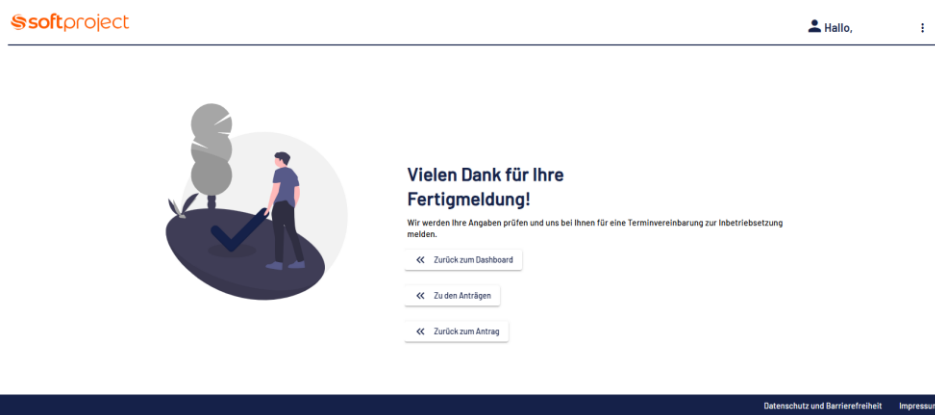 softproject
Hallo,
Vielen Dank für Ihre
Fertigmeldung!
Wir werden Ihre Angaben prüfen und uns bei Ihnen für eine Terminvereinbarung zur Inbetriebsetzung
melden.
Zurück zum Dashboard
Zu den Anträgen
Zurück zum Antrag
Datenschutz und Barrierefreiheit Impressum